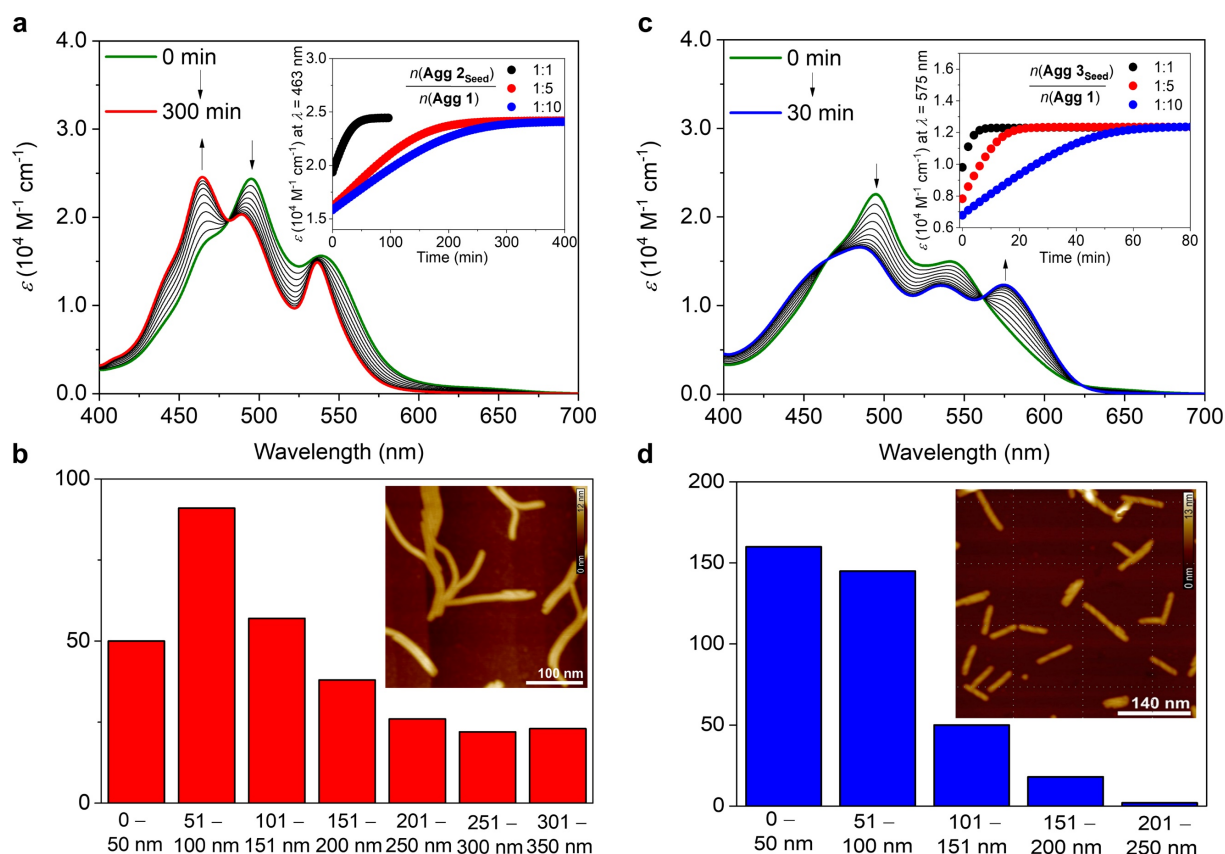 a
4.0
3.0
2.0
1.0
0.0
ε (10⁴ M⁻¹ cm⁻¹)
0 min
300 min
3.0
2.5
2.0
1.5
ε (10⁴ M⁻¹ cm⁻¹) at λ = 463 nm
n(Agg 2Seed)
n(Agg 1)
1:1
1:5
1:10
0 100 200 300 400
Time (min)
400 450 500 550 600 650 700
Wavelength (nm)
c
4.0
3.0
2.0
1.0
0.0
ε (10⁴ M⁻¹ cm⁻¹)
0 min
30 min
1.6
1.4
1.2
1.0
0.8
0.6
ε (10⁴ M⁻¹ cm⁻¹) at λ = 575 nm
n(Agg 3Seed)
n(Agg 1)
1:1
1:5
1:10
0 20 40 60 80
Time (min)
400 450 500 550 600 650 700
Wavelength (nm)
b
100
50
0
12 nm
0 nm
100 nm
0 – 51 – 101 – 151 – 201 – 251 – 301 –
50 nm 100 nm 151 nm 200 nm 250 nm 300 nm 350 nm
d
200
150
100
50
0
13 nm
0 nm
140 nm
0 – 51 – 101 – 151 – 201 –
50 nm 100 nm 151 nm 200 nm 250 nm